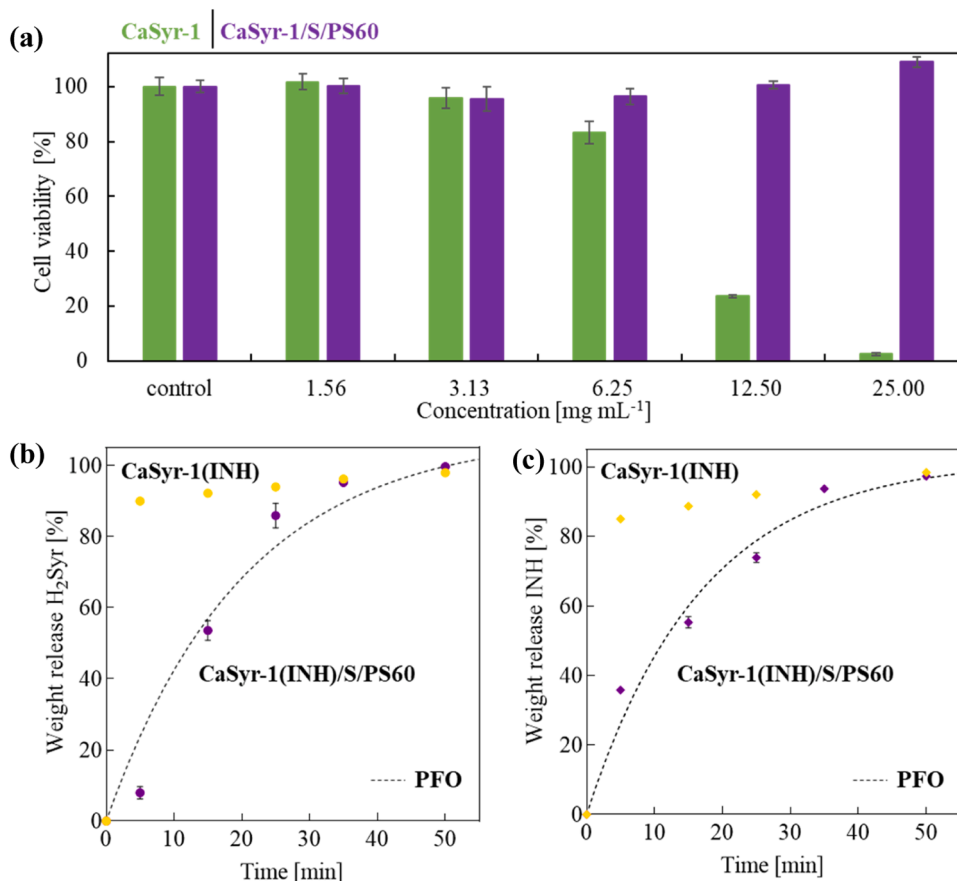 CaSyr-1 | CaSyr-1/S/PS60
(a)
Cell viability [%]
100
80
60
40
20
0
control 1.56 3.13 6.25 12.50 25.00
Concentration [mg mL⁻¹]
(b)
CaSyr-1(INH)
Weight release H₂Syr [%]
100
80
60
40
20
0
CaSyr-1(INH)/S/PS60
PFO
0 10 20 30 40 50
Time [min]
(c)
CaSyr-1(INH)
Weight release INH [%]
100
80
60
40
20
0
CaSyr-1(INH)/S/PS60
PFO
0 10 20 30 40 50
Time [min]